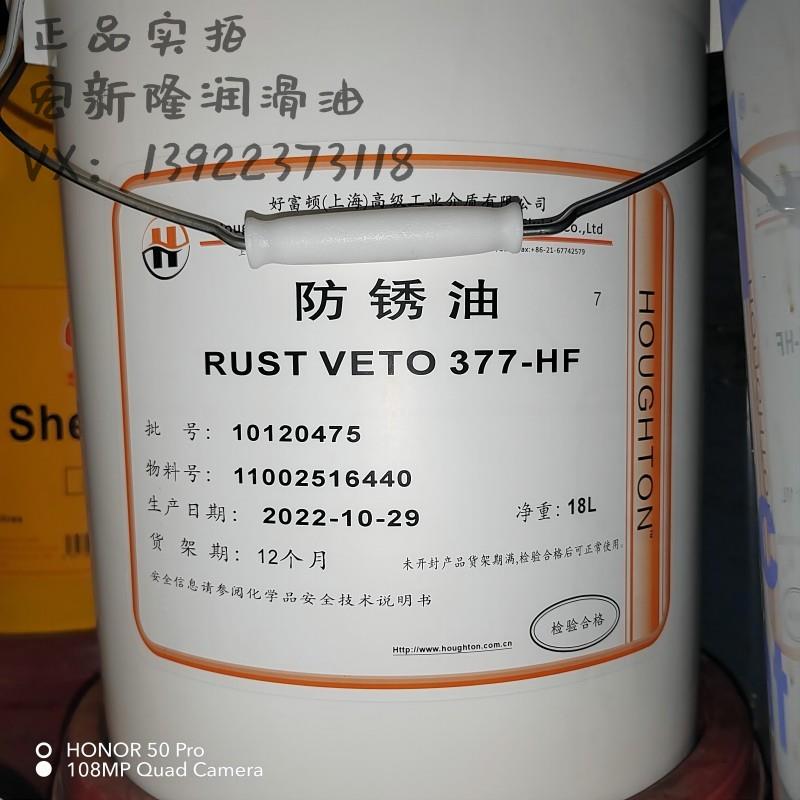 正品实拍
宏新隆润滑油
VX：13922373118
好富顿(上海)高级工业介质有限公司
Co.,Ltd
Fax:+86-21-67742579
H
防锈油
7
RUST VETO 377-HF
HOUGHTON™
批 号：10120475
物料号：11002516440
生产日期：2022-10-29
净重：18L
货 架 期：12个月
未开封产品货架期满,检验合格后可正常使用。
安全信息请参阅化学品安全技术说明书
检验合格
Http://www.houghton.com.cn
She
HONOR 50 Pro
108MP Quad Camera